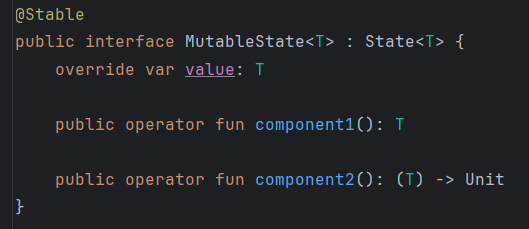 @Stable
public interface MutableState<T> : State<T> {
    override var value: T
    public operator fun component1(): T
    public operator fun component2(): (T) -> Unit
}